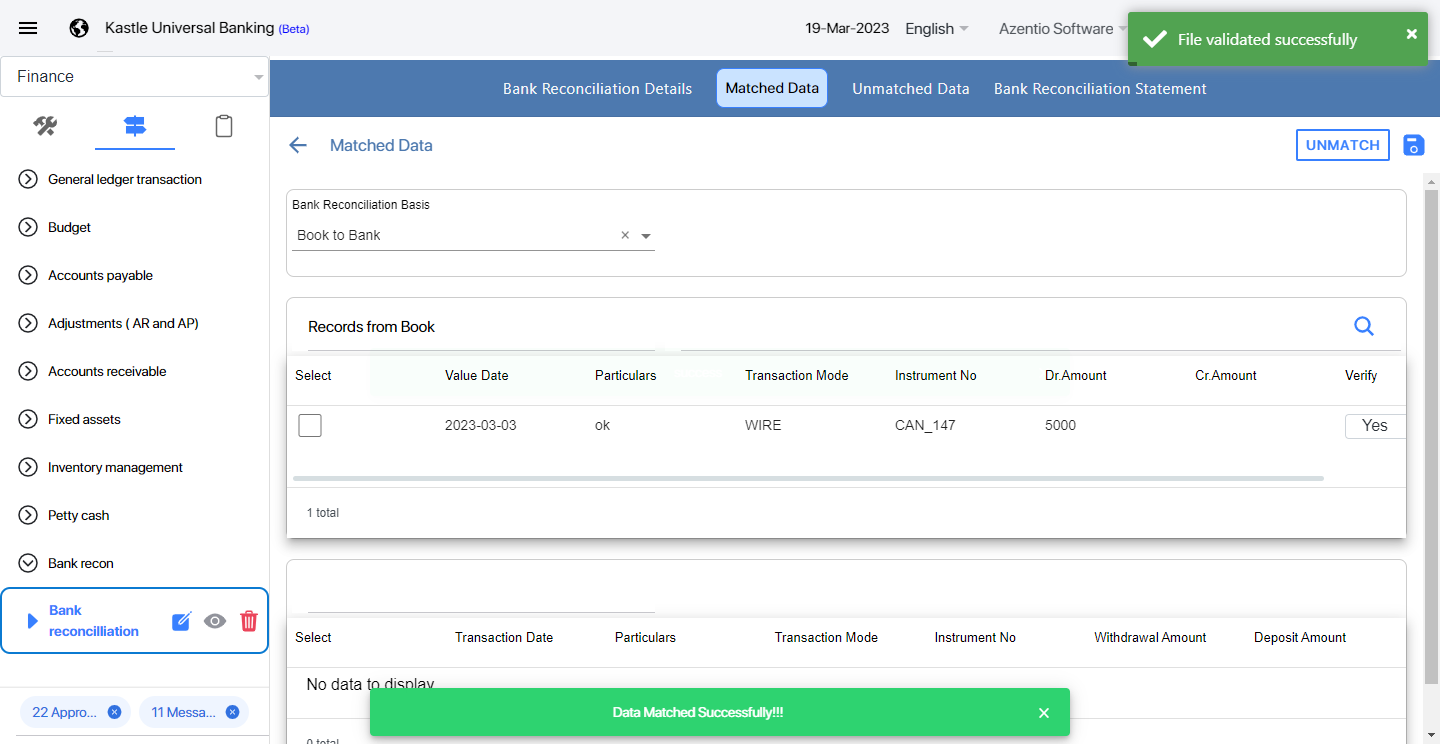 Kastle Universal Banking (Beta)
19-Mar-2023
English
Azentio Software
File validated successfully
Finance
Bank Reconciliation Details
Matched Data
Unmatched Data
Bank Reconciliation Statement
Matched Data
UNMATCH
General ledger transaction
Budget
Accounts payable
Adjustments ( AR and AP)
Accounts receivable
Fixed assets
Inventory management
Petty cash
Bank recon
Bank
reconcilliation
22 Appro...
11 Messa...
Bank Reconciliation Basis
Book to Bank
Records from Book
Select Value Date Particulars Transaction Mode Instrument No Dr.Amount Cr.Amount Verify
2023-03-03 ok WIRE CAN_147 5000 Yes
1 total
Select Transaction Date Particulars Transaction Mode Instrument No Withdrawal Amount Deposit Amount
No data to display
Data Matched Successfully!!!
0 total